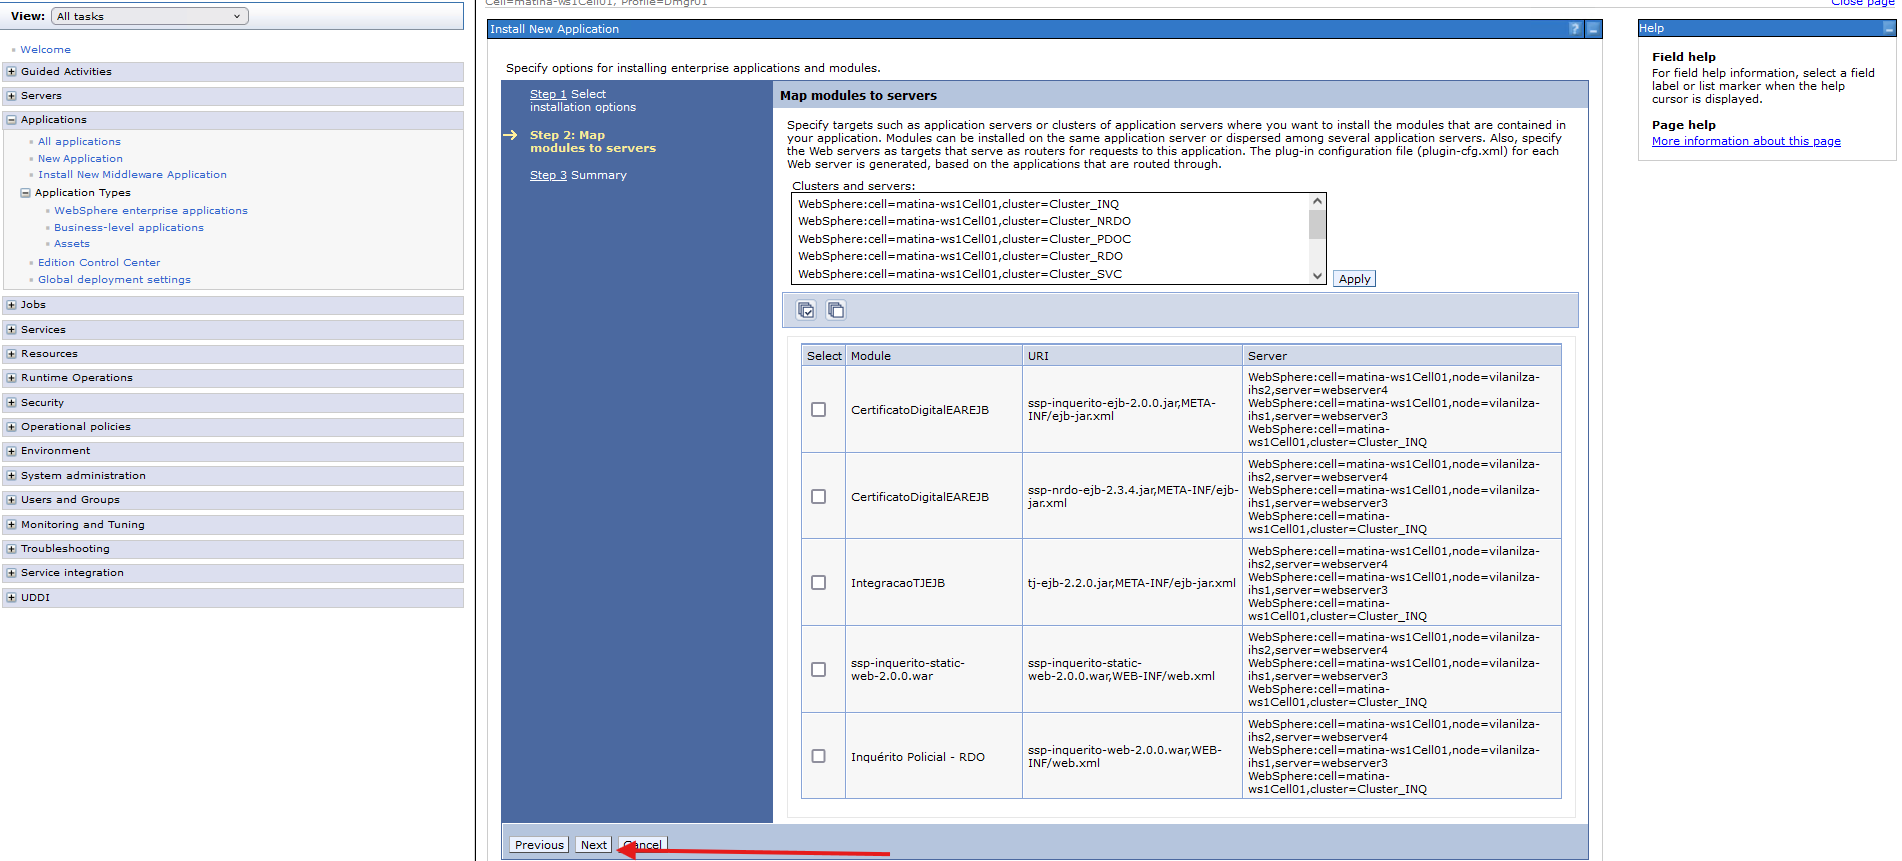 View: All tasks
Welcome
Guided Activities
Servers
Applications
All applications
New Application
Install New Middleware Application
Application Types
WebSphere enterprise applications
Business-level applications
Assets
Edition Control Center
Global deployment settings
Jobs
Services
Resources
Runtime Operations
Security
Operational policies
Environment
System administration
Users and Groups
Monitoring and Tuning
Troubleshooting
Service integration
UDDI
Cell=matina-ws1Cell01, Profile=Dmgr01
Close page
Install New Application
?
Specify options for installing enterprise applications and modules.
Step 1 Select
installation options
Step 2: Map
modules to servers
Step 3 Summary
Map modules to servers
Specify targets such as application servers or clusters of application servers where you want to install the modules that are contained in
your application. Modules can be installed on the same application server or dispersed among several application servers. Also, specify
the Web servers as targets that serve as routers for requests to this application. The plug-in configuration file (plugin-cfg.xml) for each
Web server is generated, based on the applications that are routed through.
Clusters and servers:
WebSphere:cell=matina-ws1Cell01,cluster=Cluster_INQ
WebSphere:cell=matina-ws1Cell01,cluster=Cluster_NRDO
WebSphere:cell=matina-ws1Cell01,cluster=Cluster_PDOC
WebSphere:cell=matina-ws1Cell01,cluster=Cluster_RDO
WebSphere:cell=matina-ws1Cell01,cluster=Cluster_SVC
Apply
Select Module URI Server
CertificatoDigitalEAREJB
ssp-inquerito-ejb-2.0.0.jar,META-
INF/ejb-jar.xml
WebSphere:cell=matina-ws1Cell01,node=vilanilza-
ihs2,server=webserver4
WebSphere:cell=matina-ws1Cell01,node=vilanilza-
ihs1,server=webserver3
WebSphere:cell=matina-
ws1Cell01,cluster=Cluster_INQ
CertificatoDigitalEAREJB
ssp-nrdo-ejb-2.3.4.jar,META-INF/ejb-
jar.xml
WebSphere:cell=matina-ws1Cell01,node=vilanilza-
ihs2,server=webserver4
WebSphere:cell=matina-ws1Cell01,node=vilanilza-
ihs1,server=webserver3
WebSphere:cell=matina-
ws1Cell01,cluster=Cluster_INQ
IntegracaoTJEJB
tj-ejb-2.2.0.jar,META-INF/ejb-jar.xml
WebSphere:cell=matina-ws1Cell01,node=vilanilza-
ihs2,server=webserver4
WebSphere:cell=matina-ws1Cell01,node=vilanilza-
ihs1,server=webserver3
WebSphere:cell=matina-
ws1Cell01,cluster=Cluster_INQ
ssp-inquerito-static-
web-2.0.0.war
ssp-inquerito-static-
web-2.0.0.war,WEB-INF/web.xml
WebSphere:cell=matina-ws1Cell01,node=vilanilza-
ihs2,server=webserver4
WebSphere:cell=matina-ws1Cell01,node=vilanilza-
ihs1,server=webserver3
WebSphere:cell=matina-
ws1Cell01,cluster=Cluster_INQ
Inquérito Policial - RDO
ssp-inquerito-web-2.0.0.war,WEB-
INF/web.xml
WebSphere:cell=matina-ws1Cell01,node=vilanilza-
ihs2,server=webserver4
WebSphere:cell=matina-ws1Cell01,node=vilanilza-
ihs1,server=webserver3
WebSphere:cell=matina-
ws1Cell01,cluster=Cluster_INQ
Previous Next Cancel
Help
Field help
For field help information, select a field
label or list marker when the help
cursor is displayed.
Page help
More information about this page